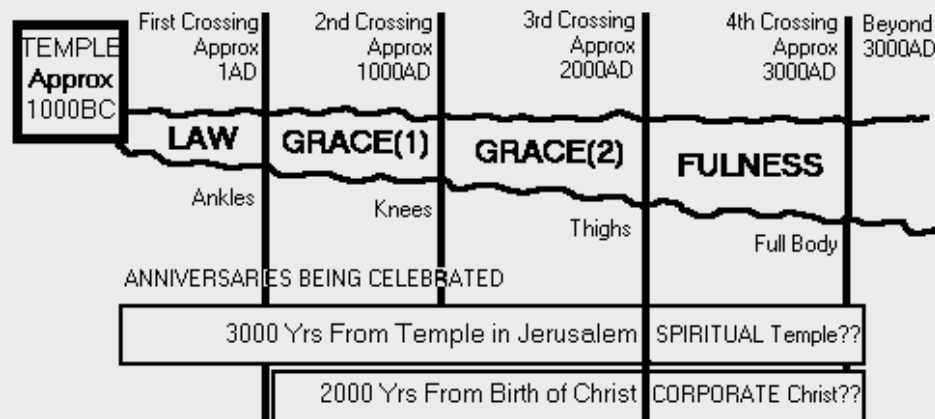 TEMPLE
Approx
1000BC
First Crossing
Approx
1AD
2nd Crossing
Approx
1000AD
3rd Crossing
Approx
2000AD
4th Crossing
Approx
3000AD
Beyond
3000AD
LAW
GRACE(1)
GRACE(2)
FULNESS
Ankles
Knees
Thighs
Full Body
ANNIVERSARIES BEING CELEBRATED
3000 Yrs From Temple in Jerusalem
SPIRITUAL Temple??
2000 Yrs From Birth of Christ
CORPORATE Christ??